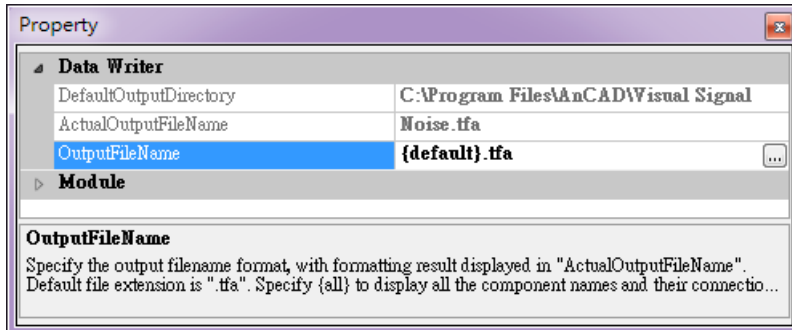 Property
Data Writer
DefaultOutputDirectory C:\Program Files\AnCAD\Visual Signal
ActualOutputFileName Noise.tfa
OutputFileName {default}.tfa ...
Module
OutputFileName
Specify the output filename format, with formatting result displayed in "ActualOutputFileName".
Default file extension is ".tfa". Specify {all} to display all the component names and their connectio...